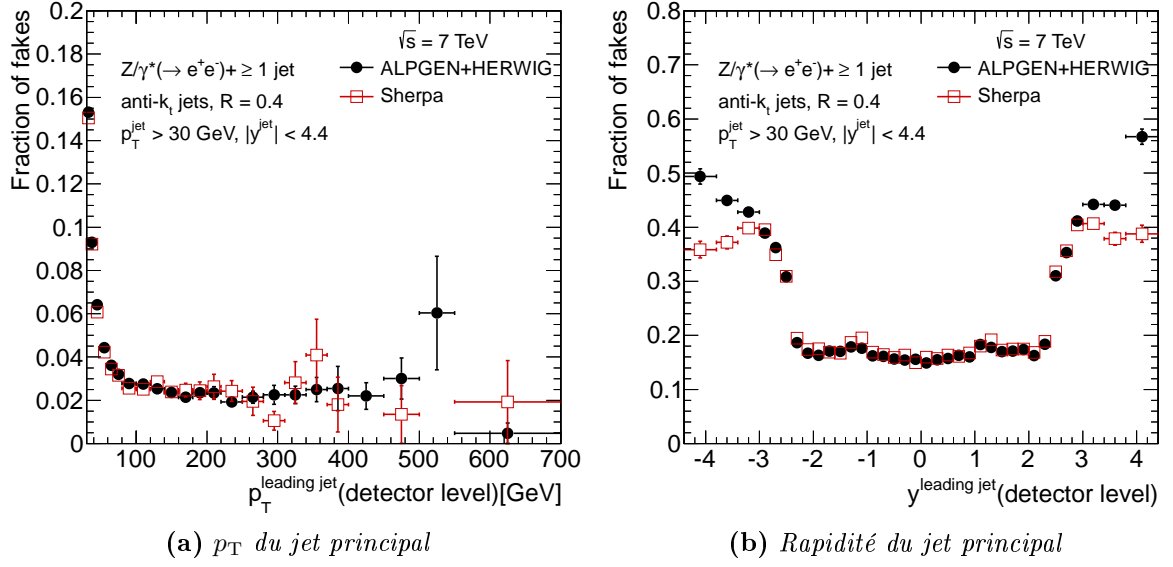 Fraction of fakes
0.2
0.18
0.16
0.14
0.12
0.1
0.08
0.06
0.04
0.02
0
√s = 7 TeV
Z/γ*(→ e⁺e⁻)+ ≥ 1 jet
anti-kₜ jets, R = 0.4
p_T^jet > 30 GeV, |y^jet| < 4.4
ALPGEN+HERWIG
Sherpa
100 200 300 400 500 600 700
p_T^leading jet(detector level)[GeV]
(a) p_T du jet principal
Fraction of fakes
0.8
0.7
0.6
0.5
0.4
0.3
0.2
0.1
0
√s = 7 TeV
Z/γ*(→ e⁺e⁻)+ ≥ 1 jet
anti-kₜ jets, R = 0.4
p_T^jet > 30 GeV, |y^jet| < 4.4
ALPGEN+HERWIG
Sherpa
-4 -3 -2 -1 0 1 2 3 4
y^leading jet(detector level)
(b) Rapidité du jet principal